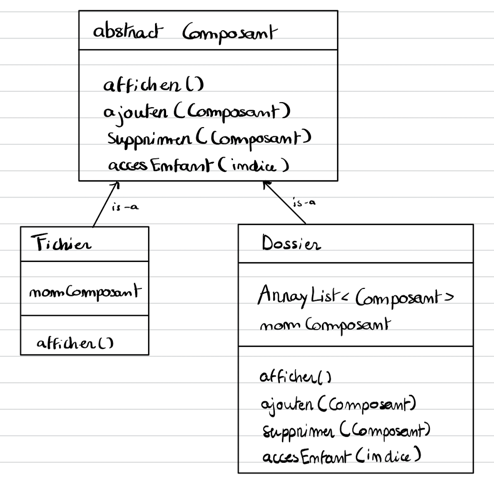 abstract Composant
afficher()
ajouter(Composant)
supprimer(Composant)
accesEnfant(indice)
is-a
is-a
Fichier
nomComposant
afficher()
Dossier
ArrayList<Composant>
nomComposant
afficher()
ajouter(Composant)
supprimer(Composant)
accesEnfant(indice)